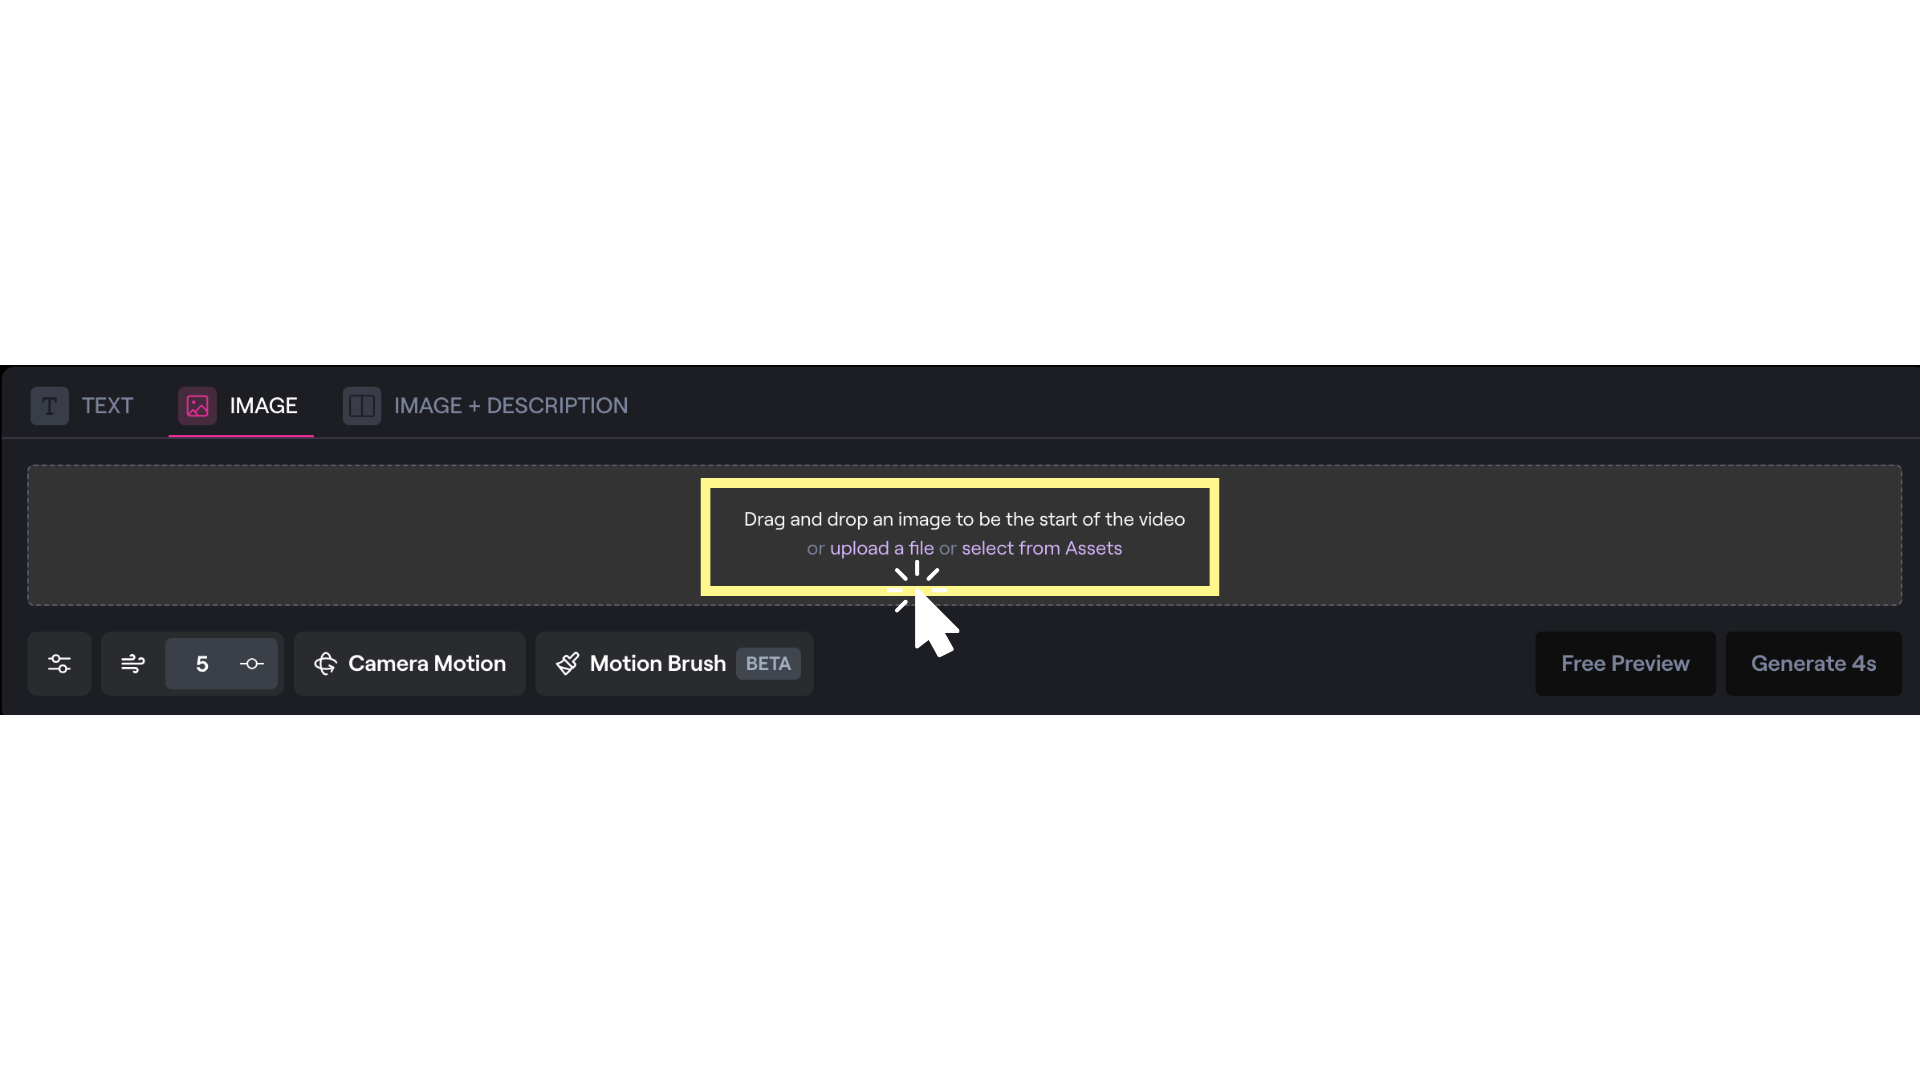 TEXT
IMAGE
IMAGE + DESCRIPTION
Drag and drop an image to be the start of the video
or upload a file or select from Assets
5
Camera Motion
Motion Brush BETA
Free Preview
Generate 4s